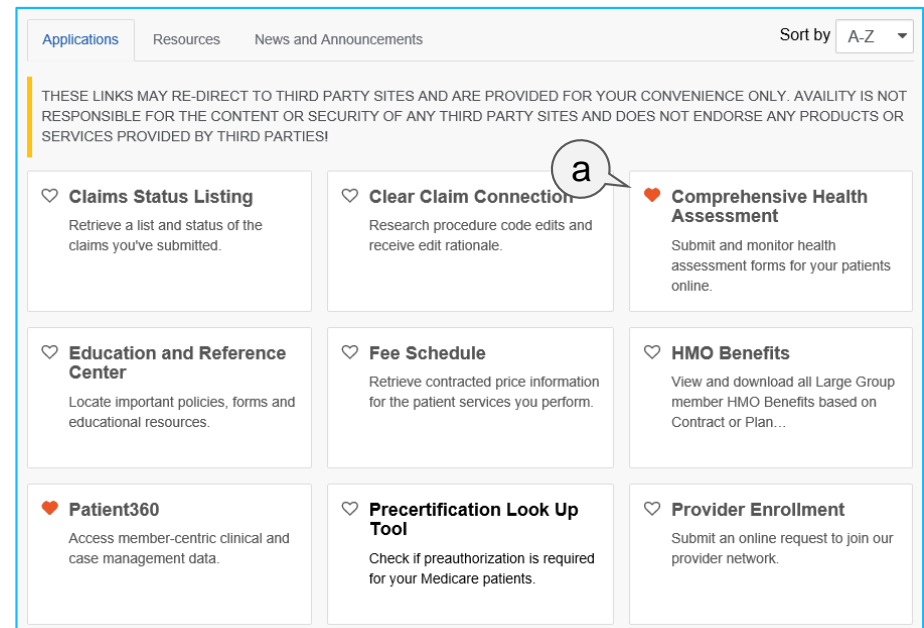 Applications
Resources
News and Announcements
Sort by
A-Z
THESE LINKS MAY RE-DIRECT TO THIRD PARTY SITES AND ARE PROVIDED FOR YOUR CONVENIENCE ONLY. AVAILITY IS NOT
RESPONSIBLE FOR THE CONTENT OR SECURITY OF ANY THIRD PARTY SITES AND DOES NOT ENDORSE ANY PRODUCTS OR
SERVICES PROVIDED BY THIRD PARTIES!
a
Claims Status Listing
Retrieve a list and status of the
claims you've submitted.
Clear Claim Connection
Research procedure code edits and
receive edit rationale.
Comprehensive Health
Assessment
Submit and monitor health
assessment forms for your patients
online.
Education and Reference
Center
Locate important policies, forms and
educational resources.
Fee Schedule
Retrieve contracted price information
for the patient services you perform.
HMO Benefits
View and download all Large Group
member HMO Benefits based on
Contract or Plan...
Patient360
Access member-centric clinical and
case management data.
Precertification Look Up
Tool
Check if preauthorization is required
for your Medicare patients.
Provider Enrollment
Submit an online request to join our
provider network.